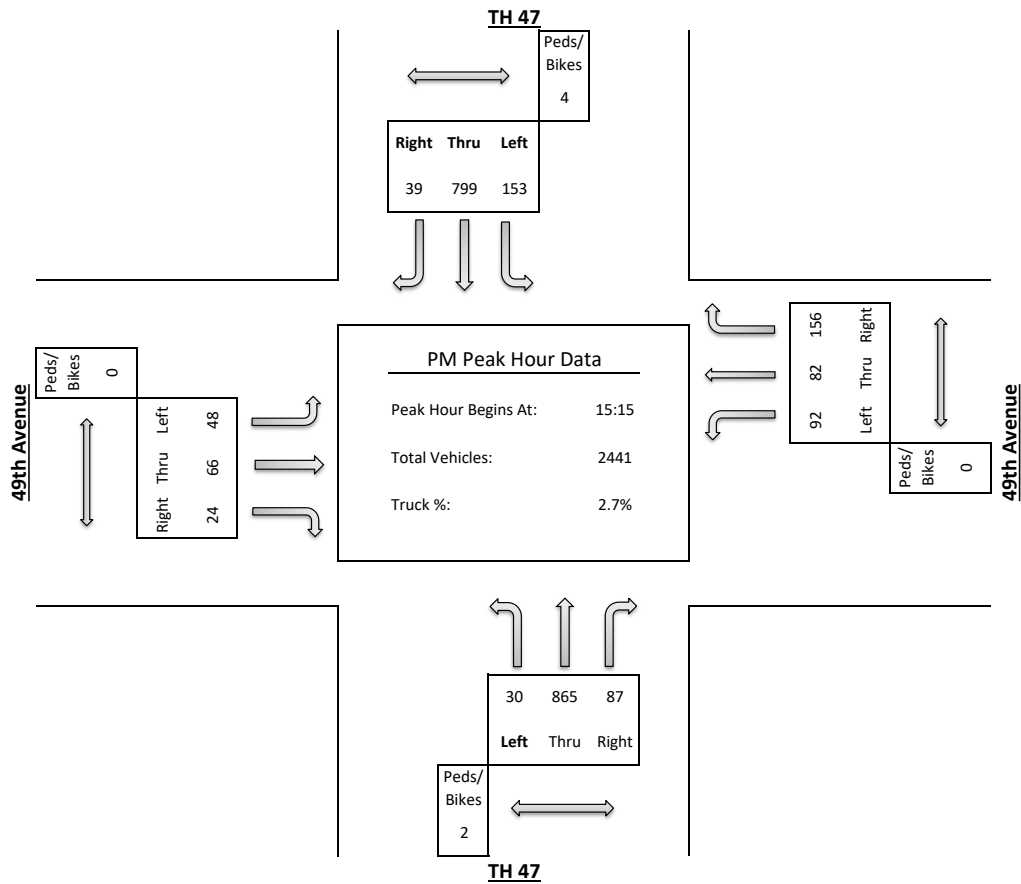 TH 47
Peds/
Bikes
4
Right Thru Left
39 799 153
49th Avenue
Peds/
Bikes
0
Left 48
Thru 66
Right 24
PM Peak Hour Data
Peak Hour Begins At: 15:15
Total Vehicles: 2441
Truck %: 2.7%
156 Right
82 Thru
92 Left
Peds/
Bikes
0
49th Avenue
30 865 87
Left Thru Right
Peds/
Bikes
2
TH 47